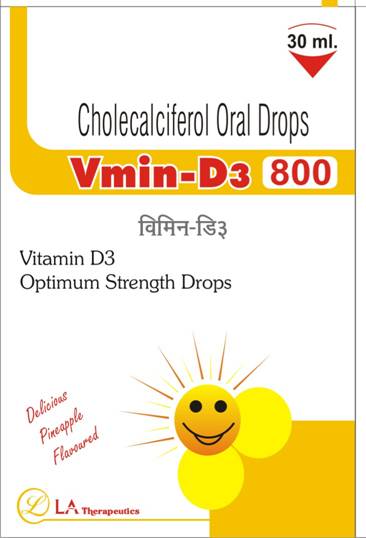 30 ml.
Cholecalciferol Oral Drops
Vmin-D3 800
विमिन-डि३
Vitamin D3
Optimum Strength Drops
Delicious
Pineapple
Flavoured
L LA Therapeutics